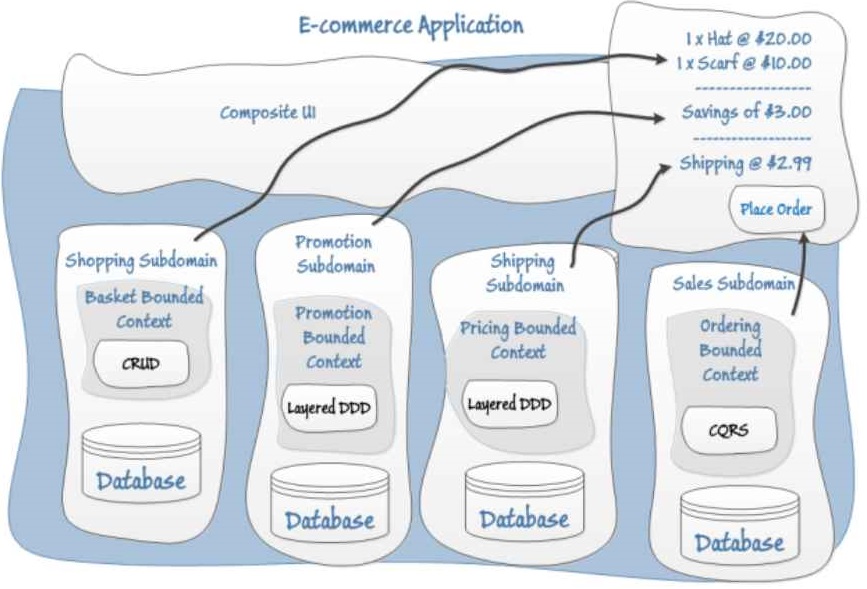 E-commerce Application
1 x Hat @ $20.00
1 x Scarf @ $10.00
--------------
Savings of $3.00
--------------
Shipping @ $2.99
Place Order
Composite UI
Shopping Subdomain
Basket Bounded
Context
CRUD
Database
Promotion
Subdomain
Promotion
Bounded
Context
Layered DDD
Database
Shipping
Subdomain
Pricing Bounded
Context
Layered DDD
Database
Sales Subdomain
Ordering
Bounded
Context
CQRS
Database